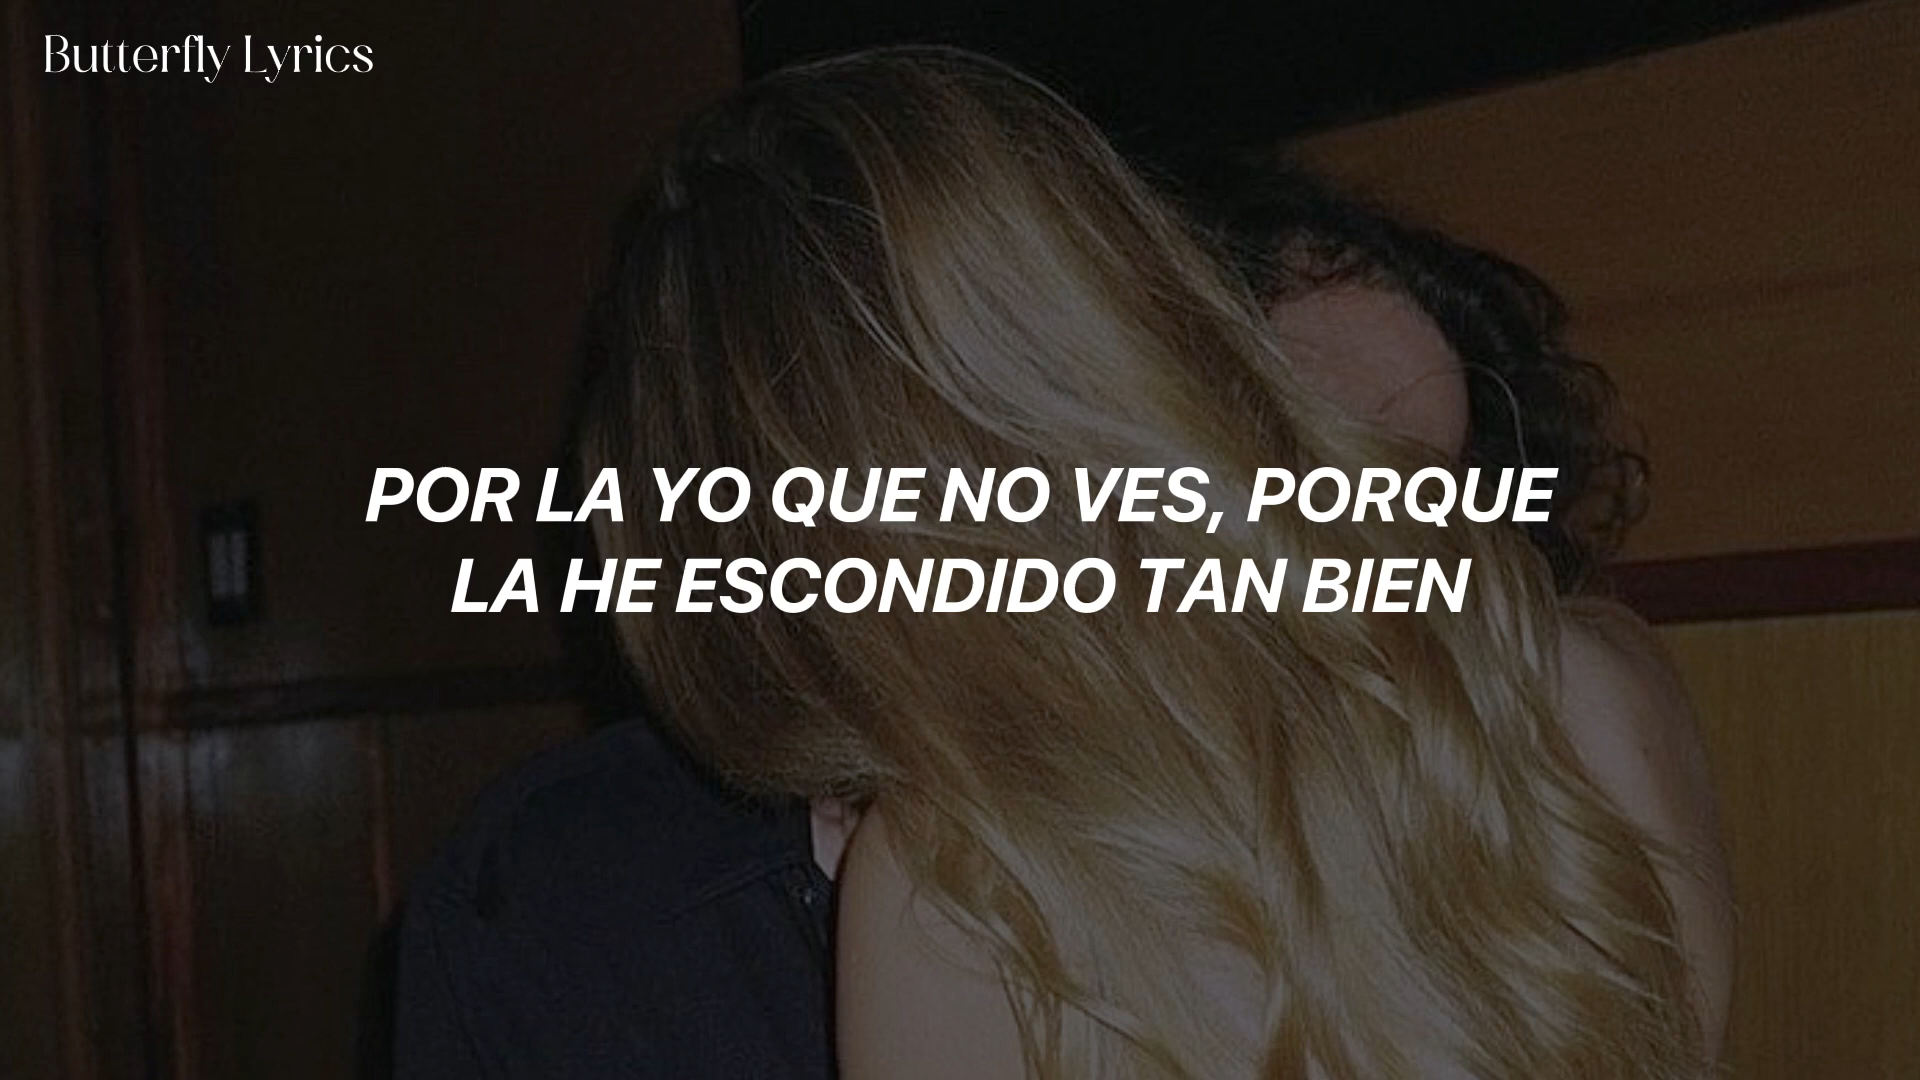 Butterfly Lyrics
POR LA YO QUE NO VES, PORQUE
LA HE ESCONDIDO TAN BIEN